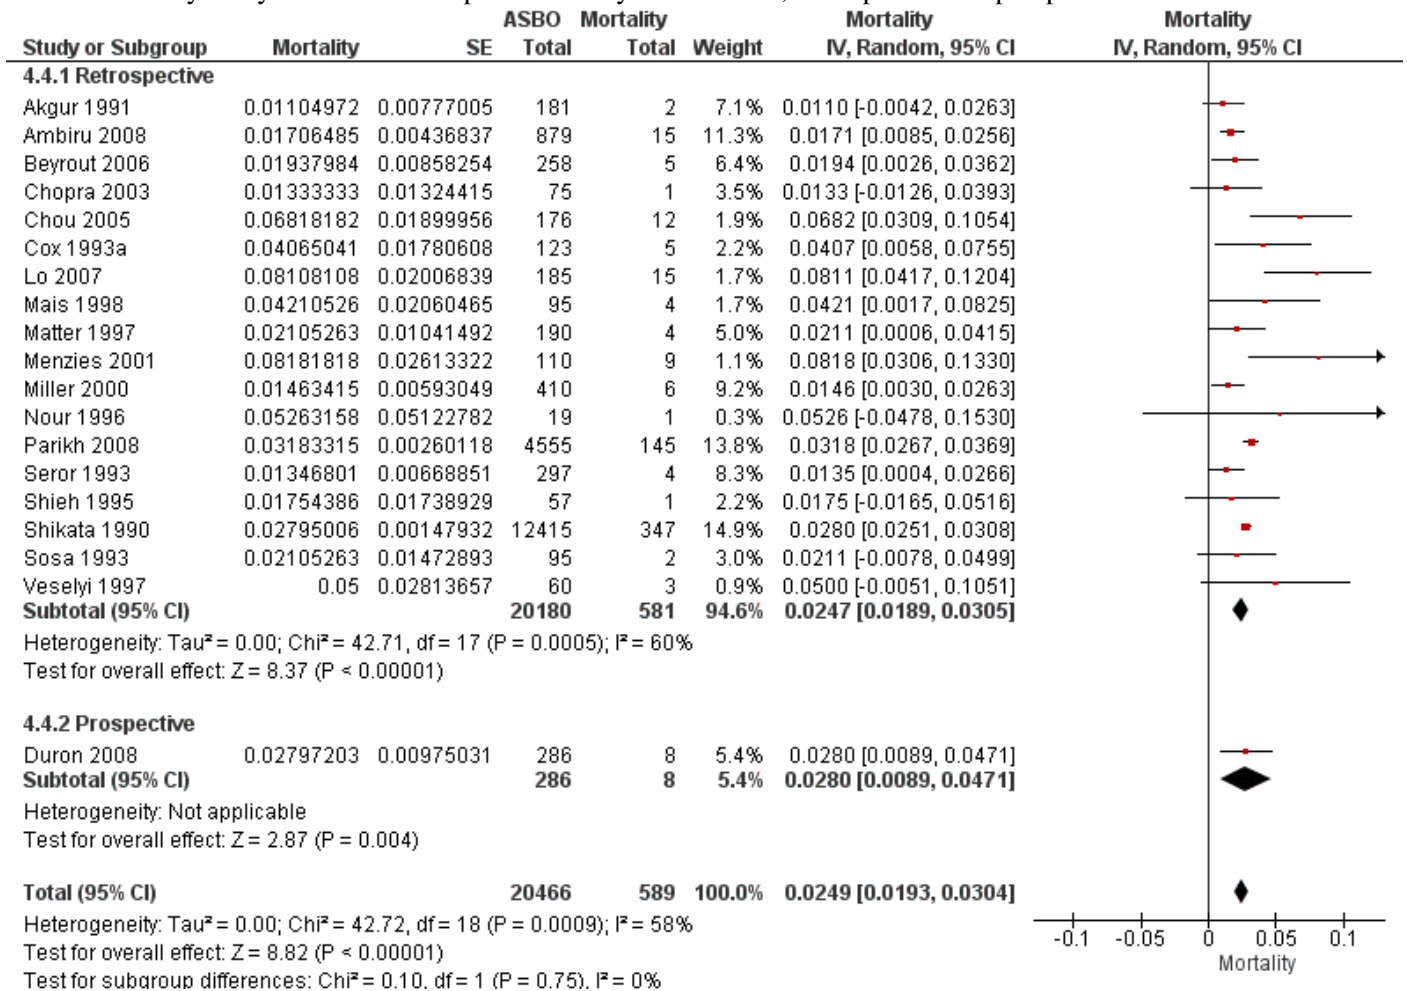 ASBO Mortality Mortality Mortality
Study or Subgroup Mortality SE Total Total Weight IV, Random, 95% CI IV, Random, 95% CI
4.4.1 Retrospective
Akgur 1991 0.01104972 0.00777005 181 2 7.1% 0.0110 [-0.0042, 0.0263]
Ambiru 2008 0.01706485 0.00436837 879 15 11.3% 0.0171 [0.0085, 0.0256]
Beyrout 2006 0.01937984 0.00858254 258 5 6.4% 0.0194 [0.0026, 0.0362]
Chopra 2003 0.01333333 0.01324415 75 1 3.5% 0.0133 [-0.0126, 0.0393]
Chou 2005 0.06818182 0.01899956 176 12 1.9% 0.0682 [0.0309, 0.1054]
Cox 1993a 0.04065041 0.01780608 123 5 2.2% 0.0407 [0.0058, 0.0755]
Lo 2007 0.08108108 0.02006839 185 15 1.7% 0.0811 [0.0417, 0.1204]
Mais 1998 0.04210526 0.02060465 95 4 1.7% 0.0421 [0.0017, 0.0825]
Matter 1997 0.02105263 0.01041492 190 4 5.0% 0.0211 [0.0006, 0.0415]
Menzies 2001 0.08181818 0.02613322 110 9 1.1% 0.0818 [0.0306, 0.1330]
Miller 2000 0.01463415 0.00593049 410 6 9.2% 0.0146 [0.0030, 0.0263]
Nour 1996 0.05263158 0.05122782 19 1 0.3% 0.0526 [-0.0478, 0.1530]
Parikh 2008 0.03183315 0.00260118 4555 145 13.8% 0.0318 [0.0267, 0.0369]
Seror 1993 0.01346801 0.00668851 297 4 8.3% 0.0135 [0.0004, 0.0266]
Shieh 1995 0.01754386 0.01738929 57 1 2.2% 0.0175 [-0.0165, 0.0516]
Shikata 1990 0.02795006 0.00147932 12415 347 14.9% 0.0280 [0.0251, 0.0308]
Sosa 1993 0.02105263 0.01472893 95 2 3.0% 0.0211 [-0.0078, 0.0499]
Veselyi 1997 0.05 0.02813657 60 3 0.9% 0.0500 [-0.0051, 0.1051]
Subtotal (95% CI) 20180 581 94.6% 0.0247 [0.0189, 0.0305]
Heterogeneity: Tau² = 0.00; Chi² = 42.71, df = 17 (P = 0.0005); I² = 60%
Test for overall effect: Z = 8.37 (P < 0.00001)
4.4.2 Prospective
Duron 2008 0.02797203 0.00975031 286 8 5.4% 0.0280 [0.0089, 0.0471]
Subtotal (95% CI) 286 8 5.4% 0.0280 [0.0089, 0.0471]
Heterogeneity: Not applicable
Test for overall effect: Z = 2.87 (P = 0.004)
Total (95% CI) 20466 589 100.0% 0.0249 [0.0193, 0.0304]
Heterogeneity: Tau² = 0.00; Chi² = 42.72, df = 18 (P = 0.0009); I² = 58%
Test for overall effect: Z = 8.82 (P < 0.00001)
Test for subgroup differences: Chi² = 0.10, df = 1 (P = 0.75), I² = 0%
-0.1 -0.05 0 0.05 0.1
Mortality